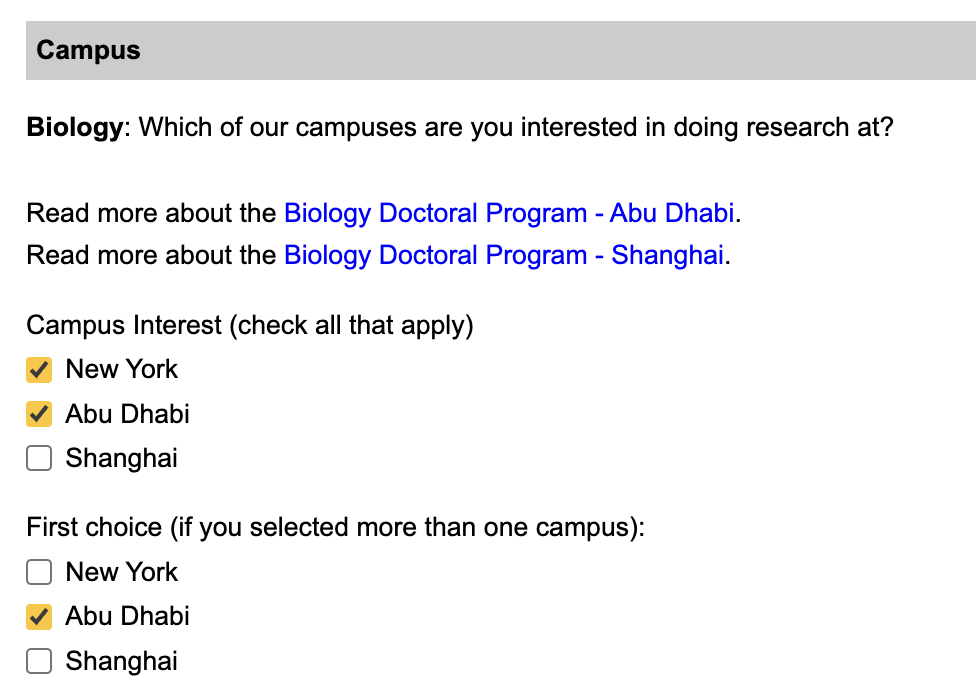 Campus
Biology: Which of our campuses are you interested in doing research at?
Read more about the Biology Doctoral Program - Abu Dhabi.
Read more about the Biology Doctoral Program - Shanghai.
Campus Interest (check all that apply)
New York
Abu Dhabi
Shanghai
First choice (if you selected more than one campus):
New York
Abu Dhabi
Shanghai